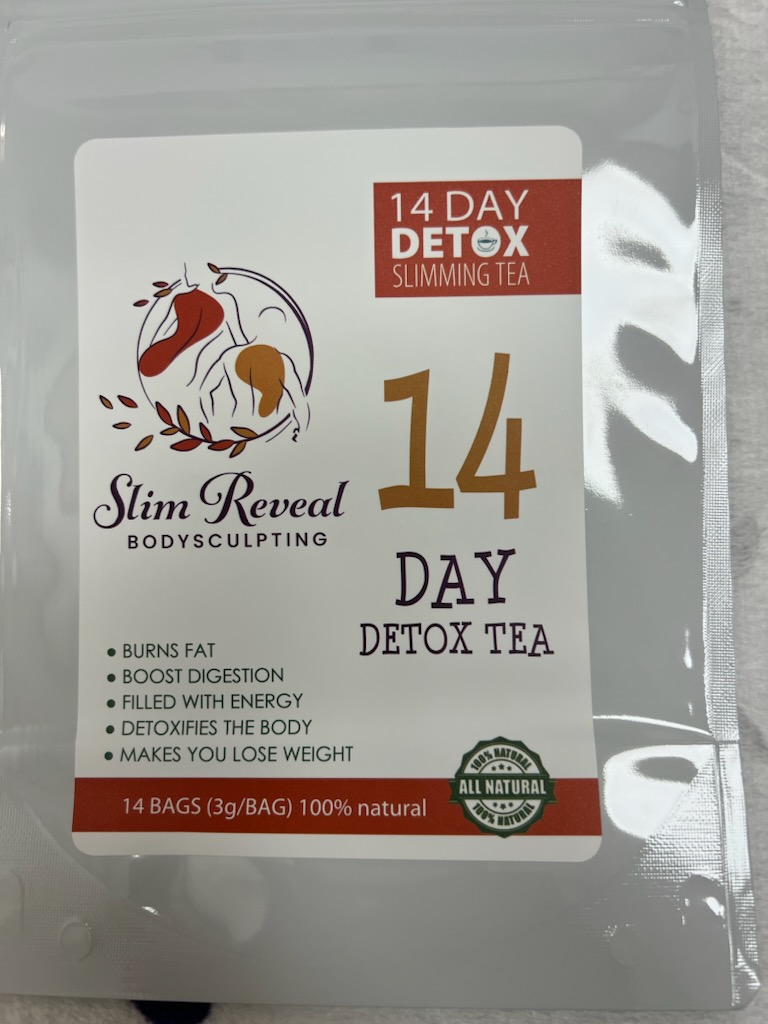 14 DAY
DETOX
SLIMMING TEA
14
DAY
DETOX TEA
Slim Reveal
BODYSCULPTING
• BURNS FAT
• BOOST DIGESTION
• FILLED WITH ENERGY
• DETOXIFIES THE BODY
• MAKES YOU LOSE WEIGHT
14 BAGS (3g/BAG) 100% natural
100% NATURAL
ALL NATURAL
100% NATURAL